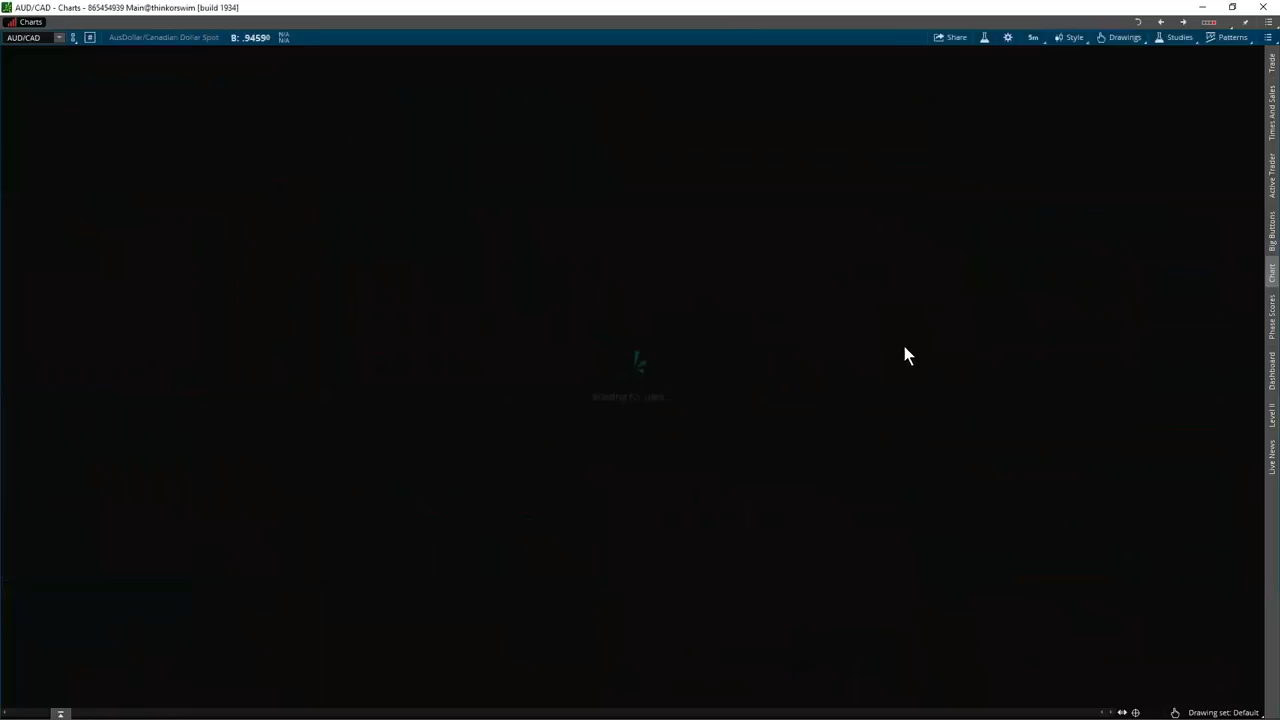 AUD/CAD - Charts - 865454939 Main@thinkorswim [build 1934]
Charts
AUD/CAD
AusDollar/Canadian Dollar Spot
B: .94590
N/A
N/A
Share
5m
Style
Drawings
Studies
Patterns
Trade
Times And Sales
Active Trader
Big Buttons
Chart
Phase Scores
Dashboard
Level II
Live News
Drawing set: Default